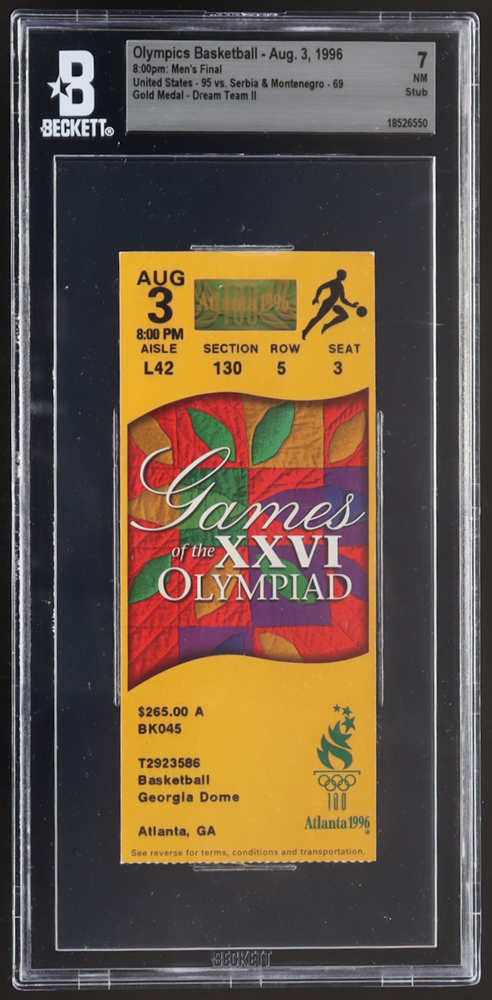 B
BECKETT®
Olympics Basketball - Aug. 3, 1996
8:00pm: Men's Final
United States - 95 vs. Serbia & Montenegro - 69
Gold Medal - Dream Team II
7
NM
Stub
18526550
AUG
3
8:00 PM
Atlanta 1996
100
AISLE SECTION ROW SEAT
L42 130 5 3
Games
of the XXVI
OLYMPIAD
$265.00 A
BK045
T2923586
Basketball
Georgia Dome
Atlanta, GA
100
Atlanta 1996
®
See reverse for terms, conditions and transportation.
BECKETT